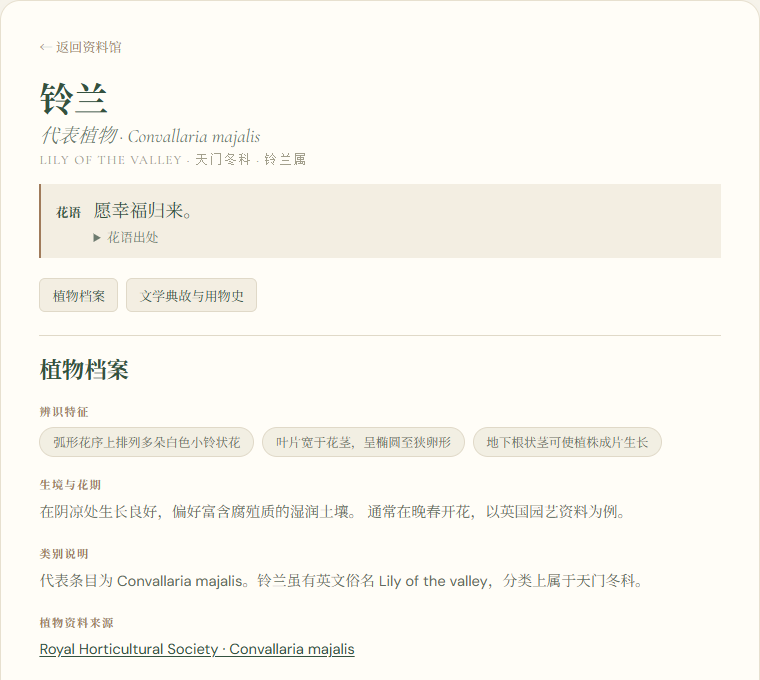 ← 返回资料馆
铃兰
代表植物 · Convallaria majalis
LILY OF THE VALLEY · 天门冬科 · 铃兰属
花语 愿幸福归来。
▶ 花语出处
植物档案 文学典故与用物史
植物档案
辨识特征
弧形花序上排列多朵白色小铃状花 叶片宽于花茎，呈椭圆至狭卵形 地下根状茎可使植株成片生长
生境与花期
在阴凉处生长良好，偏好富含腐殖质的湿润土壤。 通常在晚春开花，以英国园艺资料为例。
类别说明
代表条目为 Convallaria majalis。铃兰虽有英文俗名 Lily of the valley，分类上属于天门冬科。
植物资料来源
Royal Horticultural Society · Convallaria majalis